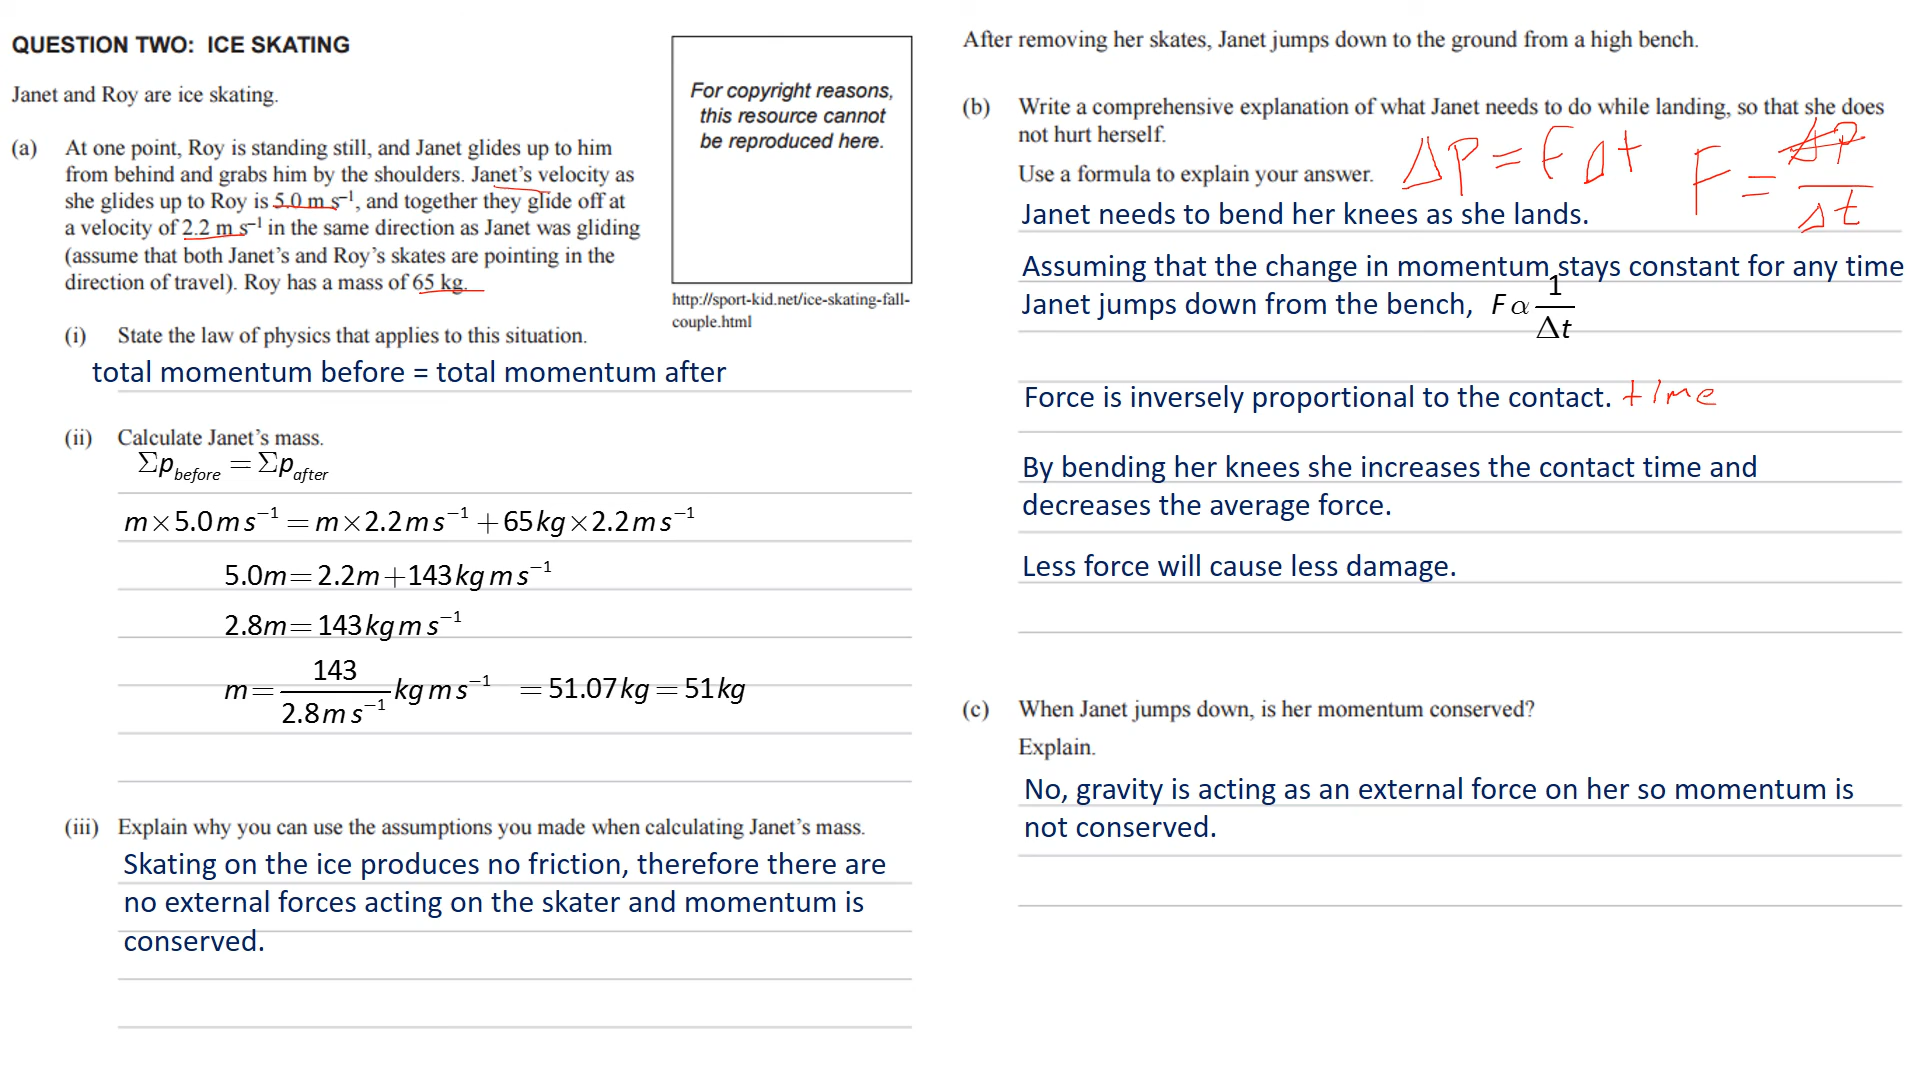 QUESTION TWO: ICE SKATING
Janet and Roy are ice skating.
(a) At one point, Roy is standing still, and Janet glides up to him
from behind and grabs him by the shoulders. Janet's velocity as
she glides up to Roy is 5.0 m s⁻¹, and together they glide off at
a velocity of 2.2 m s⁻¹ in the same direction as Janet was gliding
(assume that both Janet's and Roy's skates are pointing in the
direction of travel). Roy has a mass of 65 kg.
For copyright reasons,
this resource cannot
be reproduced here.
http://sport-kid.net/ice-skating-fall-
couple.html
(i) State the law of physics that applies to this situation.
total momentum before = total momentum after
(ii) Calculate Janet's mass.
Σp_before = Σp_after
m × 5.0 m s⁻¹ = m × 2.2 m s⁻¹ + 65 kg × 2.2 m s⁻¹
5.0m = 2.2m + 143 kg m s⁻¹
2.8m = 143 kg m s⁻¹
m = 143 / 2.8 m s⁻¹ kg m s⁻¹ = 51.07 kg = 51 kg
(iii) Explain why you can use the assumptions you made when calculating Janet's mass.
Skating on the ice produces no friction, therefore there are
no external forces acting on the skater and momentum is
conserved.
After removing her skates, Janet jumps down to the ground from a high bench.
(b) Write a comprehensive explanation of what Janet needs to do while landing, so that she does
not hurt herself.
Use a formula to explain your answer.
ΔP = F Δt F = ΔP / Δt
Janet needs to bend her knees as she lands.
Assuming that the change in momentum stays constant for any time
Janet jumps down from the bench, F α 1 / Δt
Force is inversely proportional to the contact. time
By bending her knees she increases the contact time and
decreases the average force.
Less force will cause less damage.
(c) When Janet jumps down, is her momentum conserved?
Explain.
No, gravity is acting as an external force on her so momentum is
not conserved.